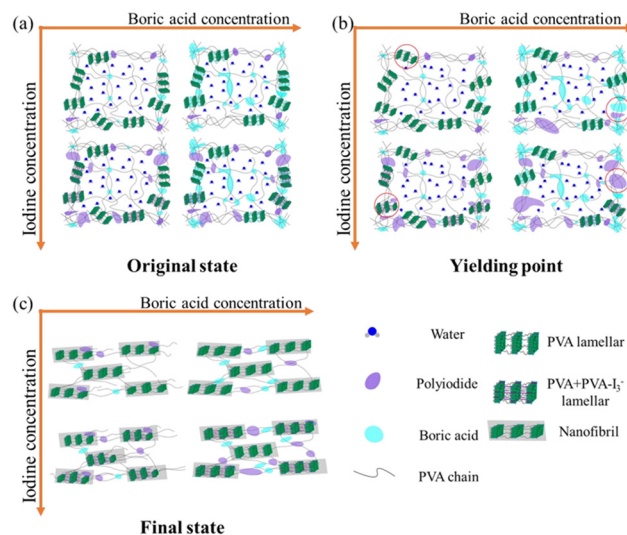 (a)
Boric acid concentration
Iodine concentration
Original state
(b)
Boric acid concentration
Iodine concentration
Yielding point
(c)
Boric acid concentration
Iodine concentration
Final state
Water
Polyiodide
Boric acid
PVA chain
PVA lamellar
PVA+PVA-I₃⁻
lamellar
Nanofibril